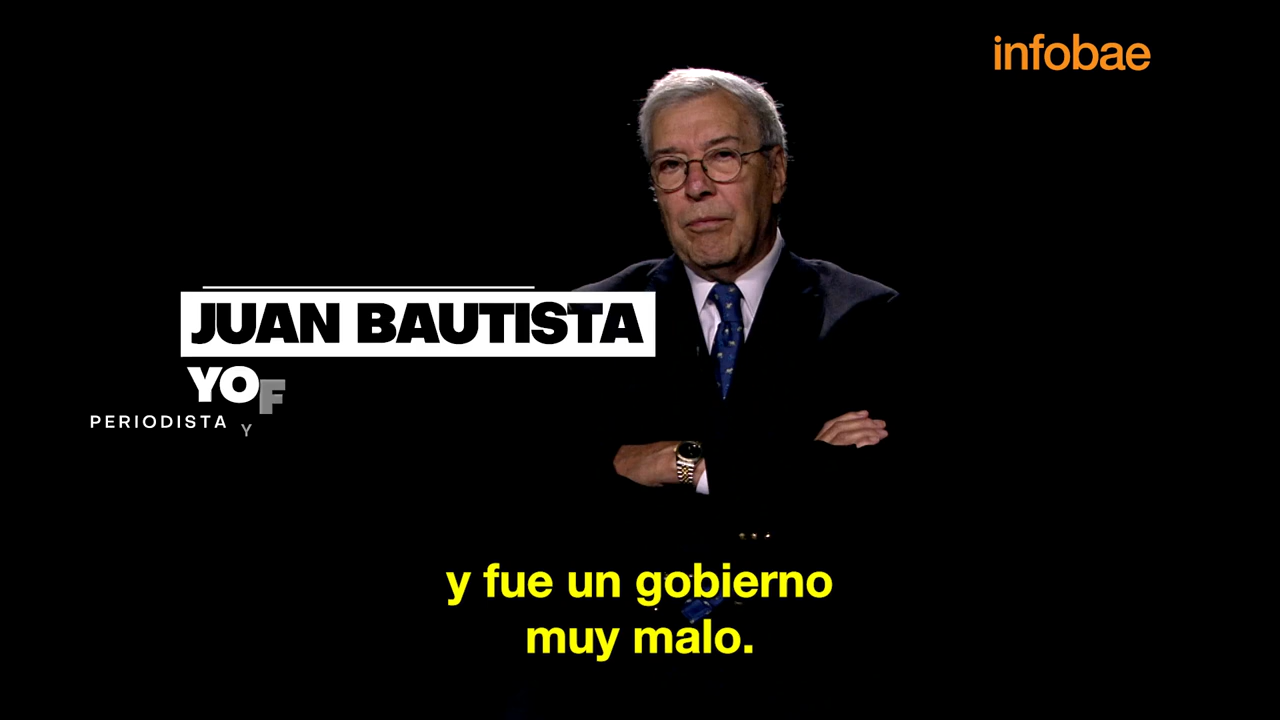 infobae
JUAN BAUTISTA
YOF
PERIODISTA Y
y fue un gobierno
muy malo.